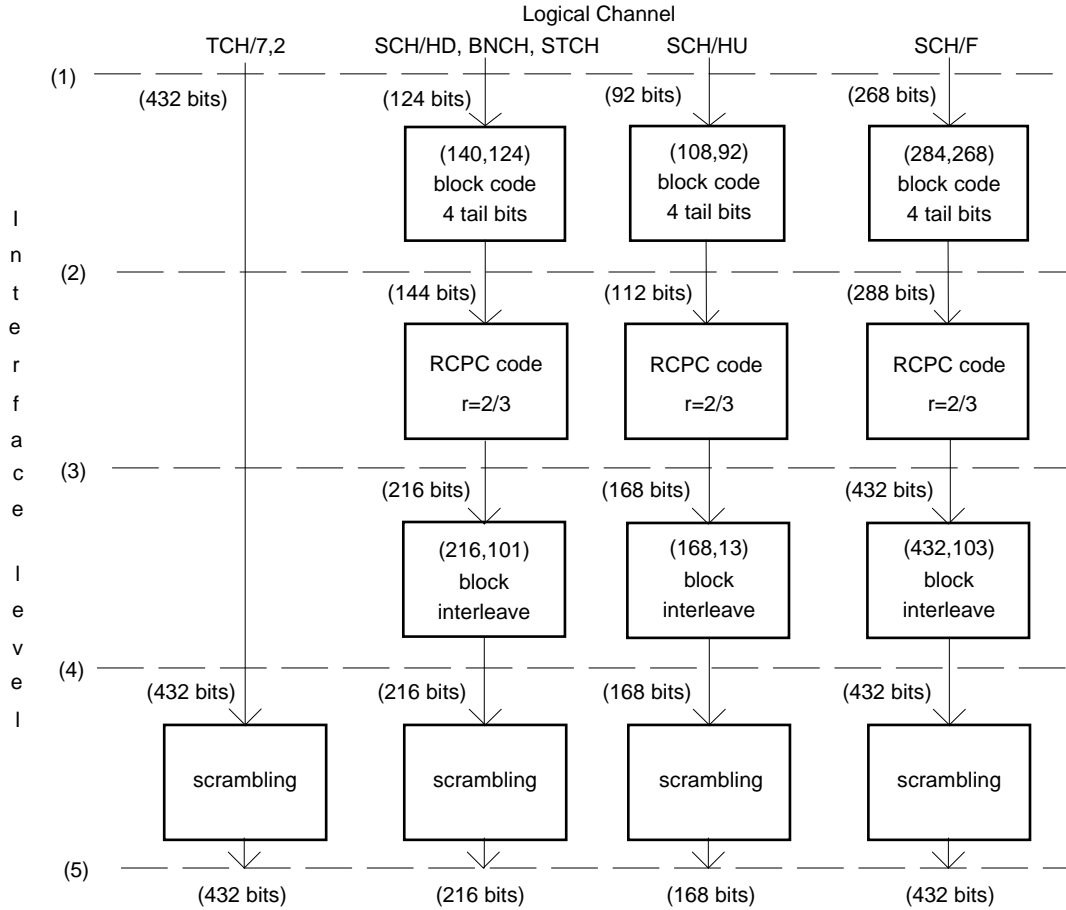 Logical Channel
TCH/7,2 SCH/HD, BNCH, STCH SCH/HU SCH/F
(1)
(432 bits) (124 bits) (92 bits) (268 bits)
(140,124) (108,92) (284,268)
block code block code block code
4 tail bits 4 tail bits 4 tail bits
(2)
(144 bits) (112 bits) (288 bits)
RCPC code RCPC code RCPC code
r=2/3 r=2/3 r=2/3
(3)
(216 bits) (168 bits) (432 bits)
(216,101) (168,13) (432,103)
block block block
interleave interleave interleave
(4)
(432 bits) (216 bits) (168 bits) (432 bits)
scrambling scrambling scrambling scrambling
(5)
(432 bits) (216 bits) (168 bits) (432 bits)
Interface level